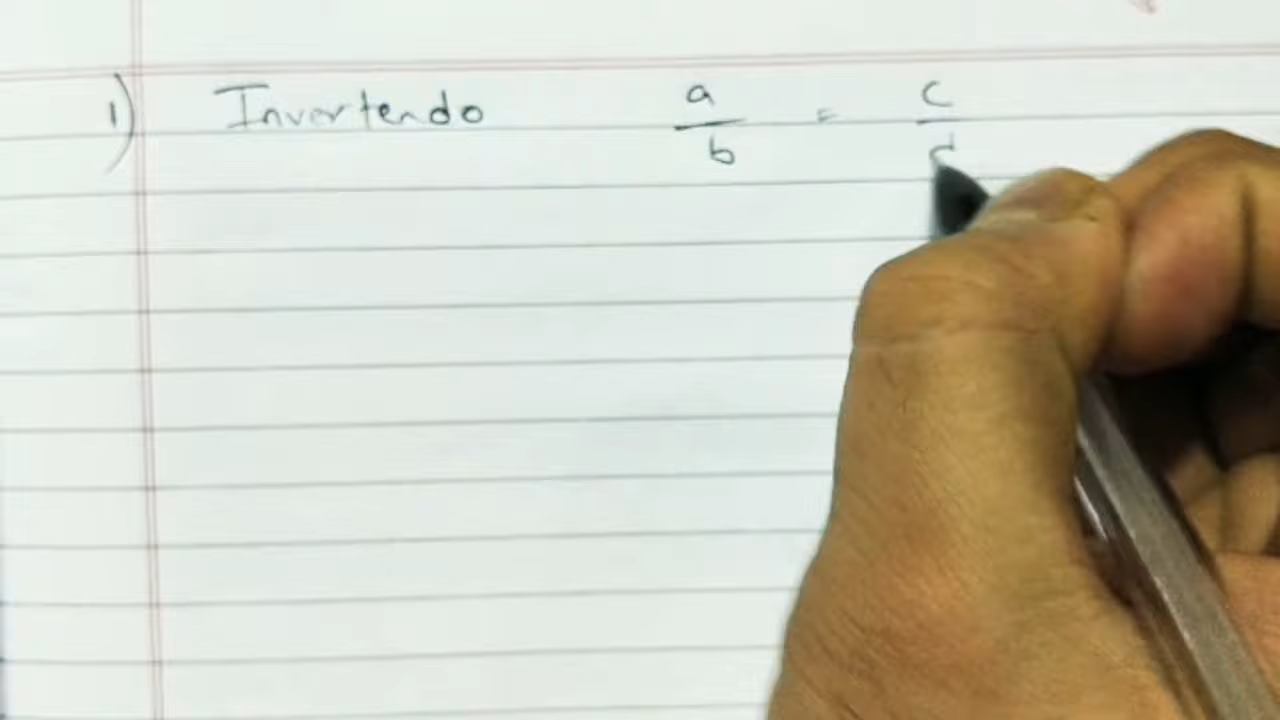 1) Invertendo a/b = c/d